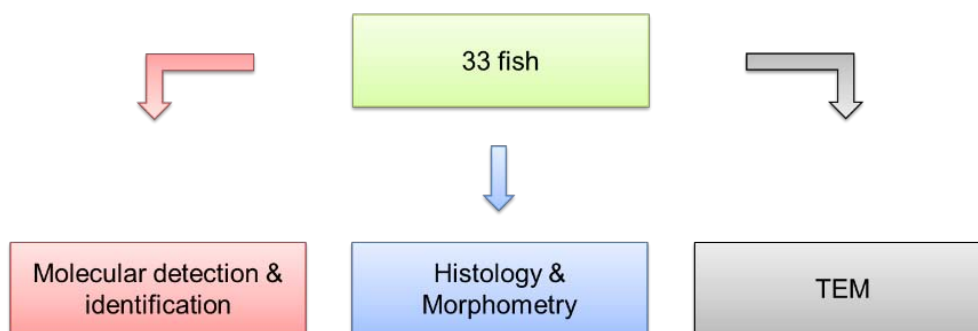 33 fish
Molecular detection &
identification
Histology &
Morphometry
TEM